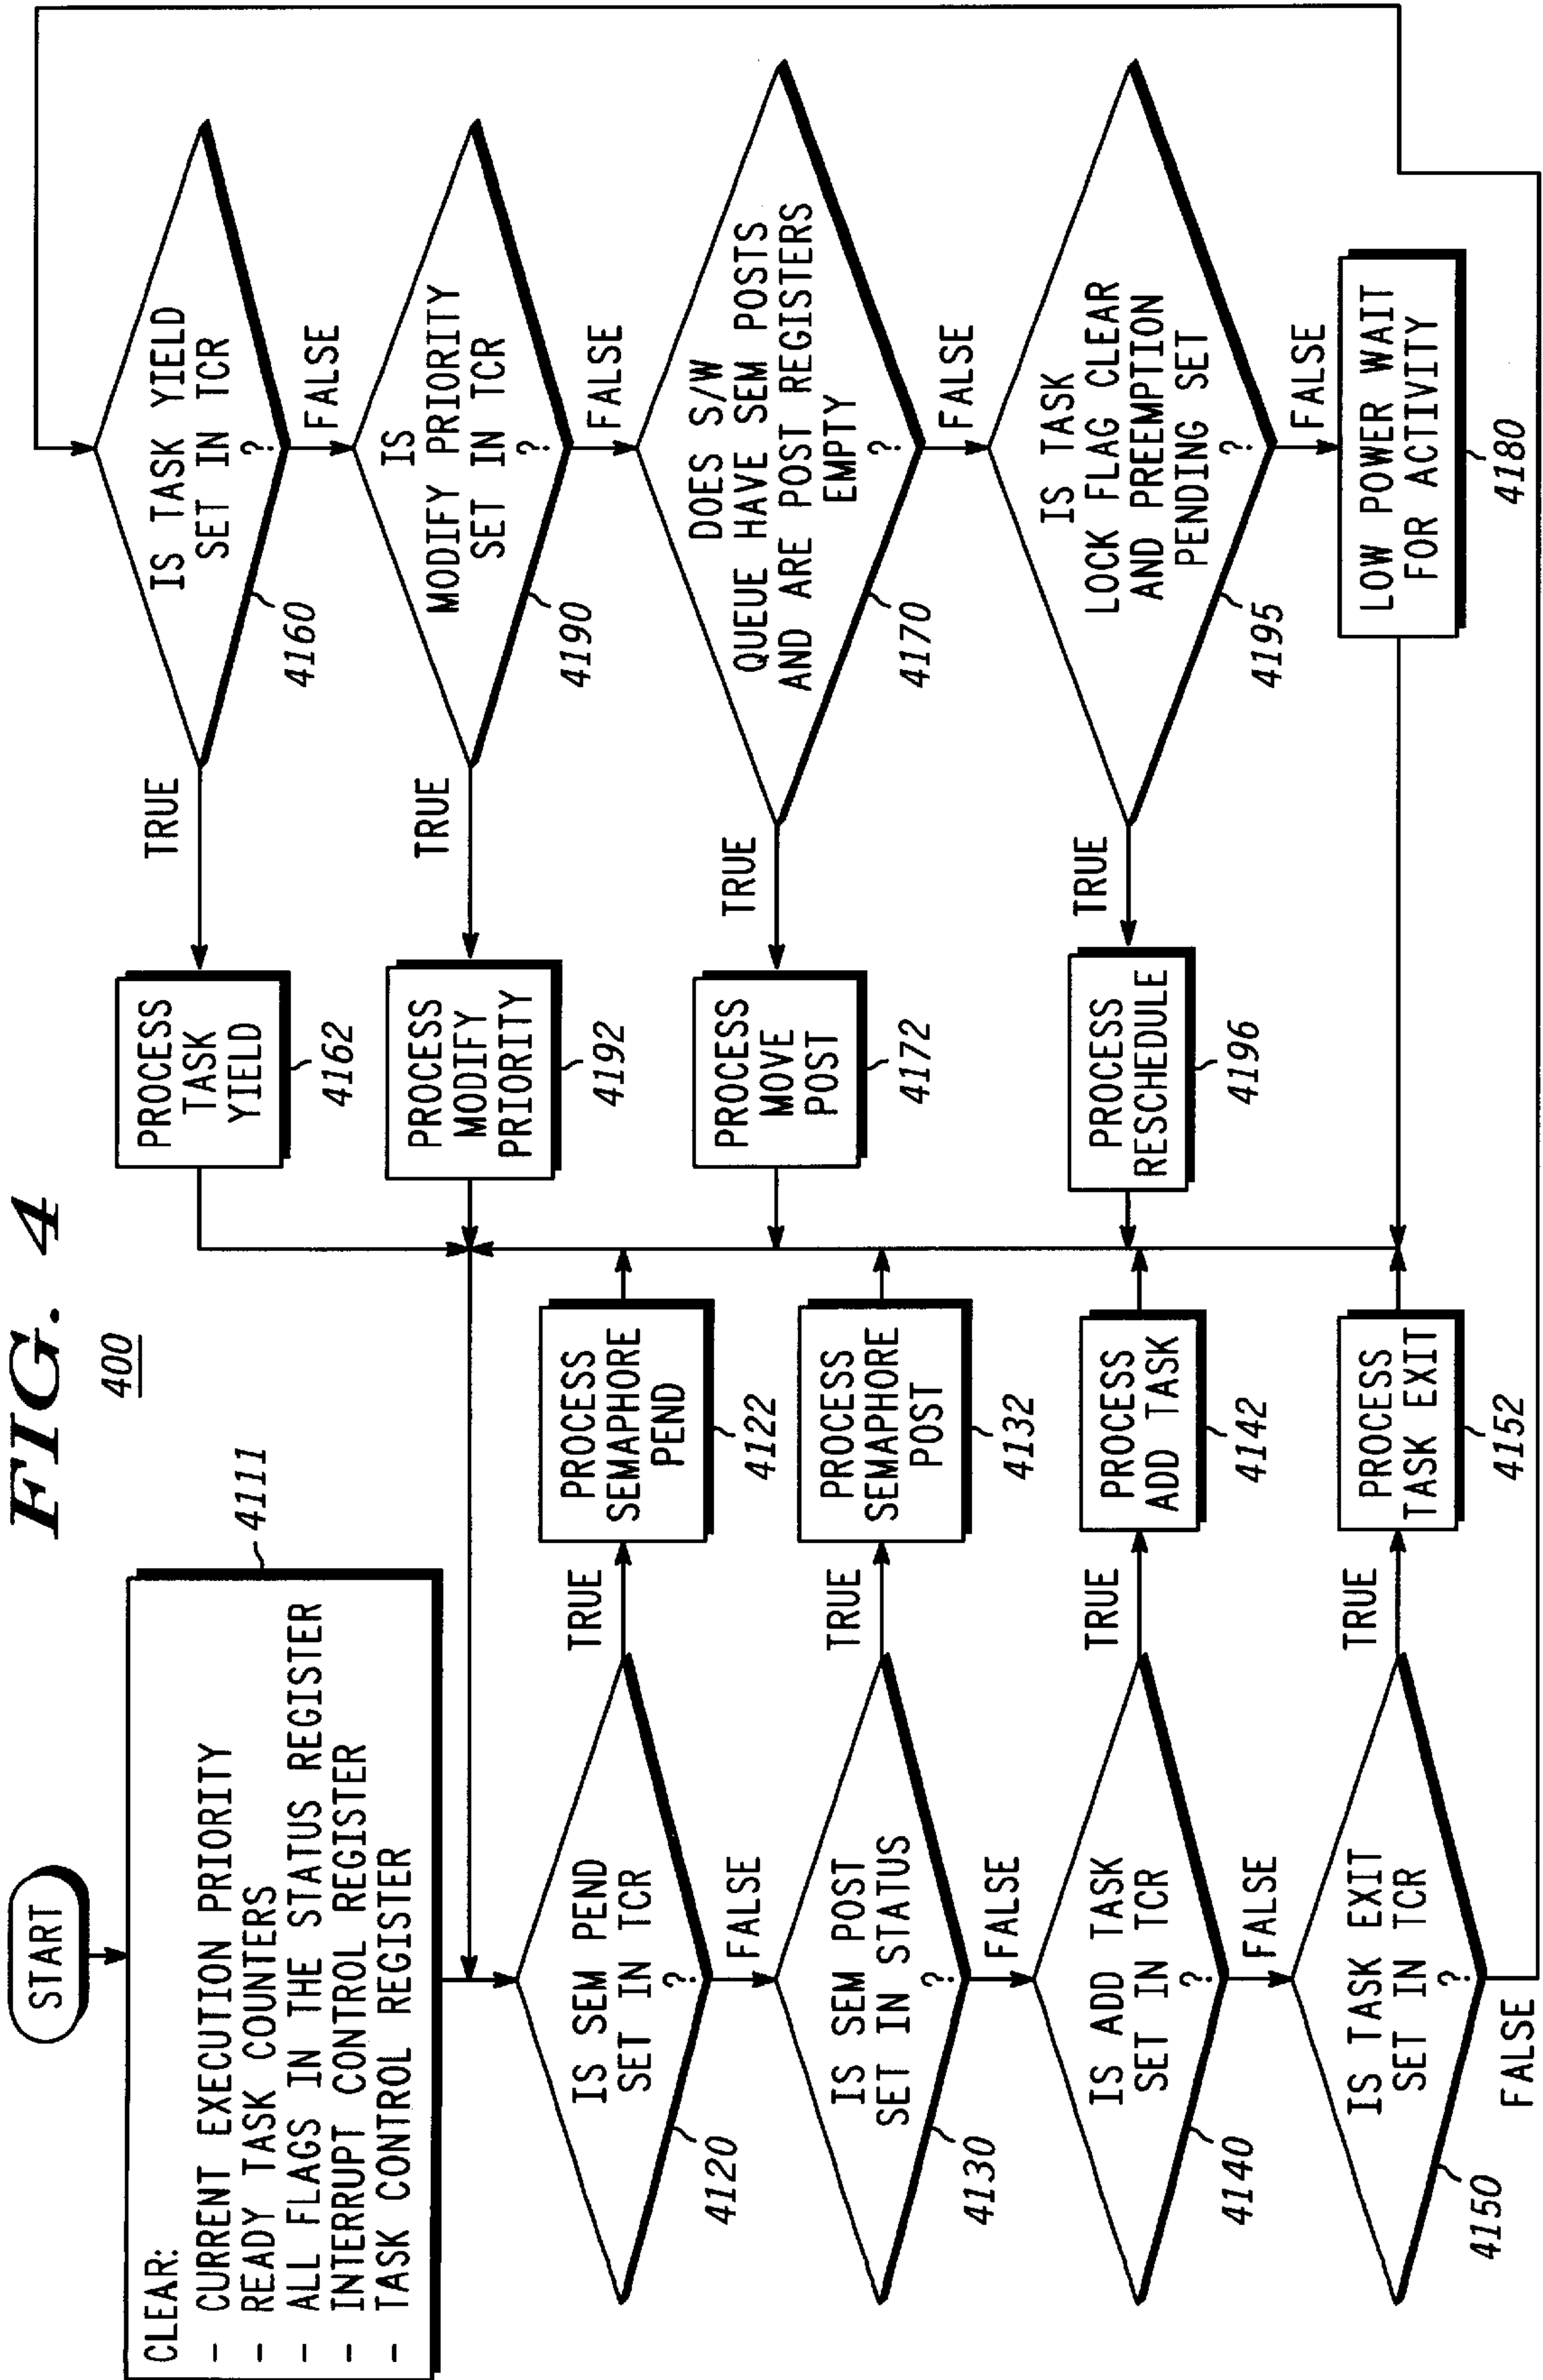 FIG. 4
400
START
CLEAR:
- CURRENT EXECUTION PRIORITY
- READY TASK COUNTERS
- ALL FLAGS IN THE STATUS REGISTER
- INTERRUPT CONTROL REGISTER
- TASK CONTROL REGISTER
4111
IS SEM PEND
SET IN TCR
?
4120
TRUE
PROCESS
SEMAPHORE
PEND
4122
FALSE
IS SEM POST
SET IN STATUS
?
4130
TRUE
PROCESS
SEMAPHORE
POST
4132
FALSE
IS ADD TASK
SET IN TCR
?
4140
TRUE
PROCESS
ADD TASK
4142
FALSE
IS TASK EXIT
SET IN TCR
?
4150
TRUE
PROCESS
TASK EXIT
4152
FALSE
IS TASK YIELD
SET IN TCR
?
4160
TRUE
PROCESS
TASK
YIELD
4162
FALSE
IS
MODIFY PRIORITY
SET IN TCR
?
4190
TRUE
PROCESS
MODIFY
PRIORITY
4192
FALSE
DOES S/W
QUEUE HAVE SEM POSTS
AND ARE POST REGISTERS
EMPTY
?
4170
TRUE
PROCESS
MOVE
POST
4172
FALSE
IS TASK
LOCK FLAG CLEAR
AND PREEMPTION
PENDING SET
?
4195
TRUE
PROCESS
RESCHEDULE
4196
FALSE
LOW POWER WAIT
FOR ACTIVITY
4180